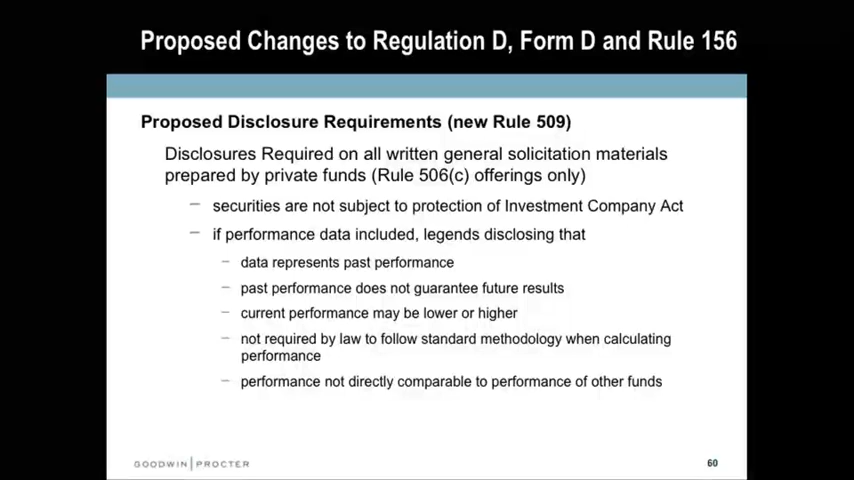 Proposed Changes to Regulation D, Form D and Rule 156
Proposed Disclosure Requirements (new Rule 509)
Disclosures Required on all written general solicitation materials
prepared by private funds (Rule 506(c) offerings only)
– securities are not subject to protection of Investment Company Act
– if performance data included, legends disclosing that
– data represents past performance
– past performance does not guarantee future results
– current performance may be lower or higher
– not required by law to follow standard methodology when calculating
performance
– performance not directly comparable to performance of other funds
GOODWIN | PROCTER
60